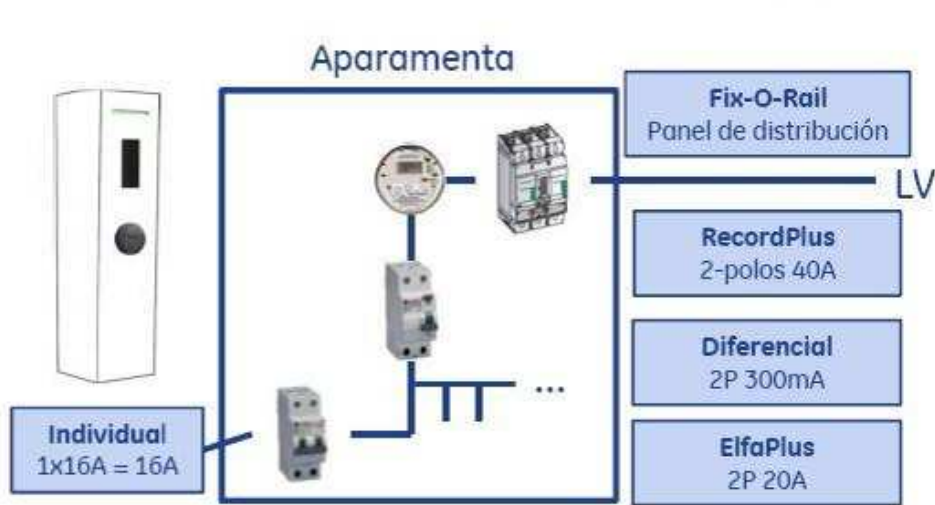 Aparamenta
Fix-O-Rail
Panel de distribución
LV
RecordPlus
2-polos 40A
Diferencial
2P 300mA
ElfaPlus
2P 20A
Individual
1x16A = 16A
...